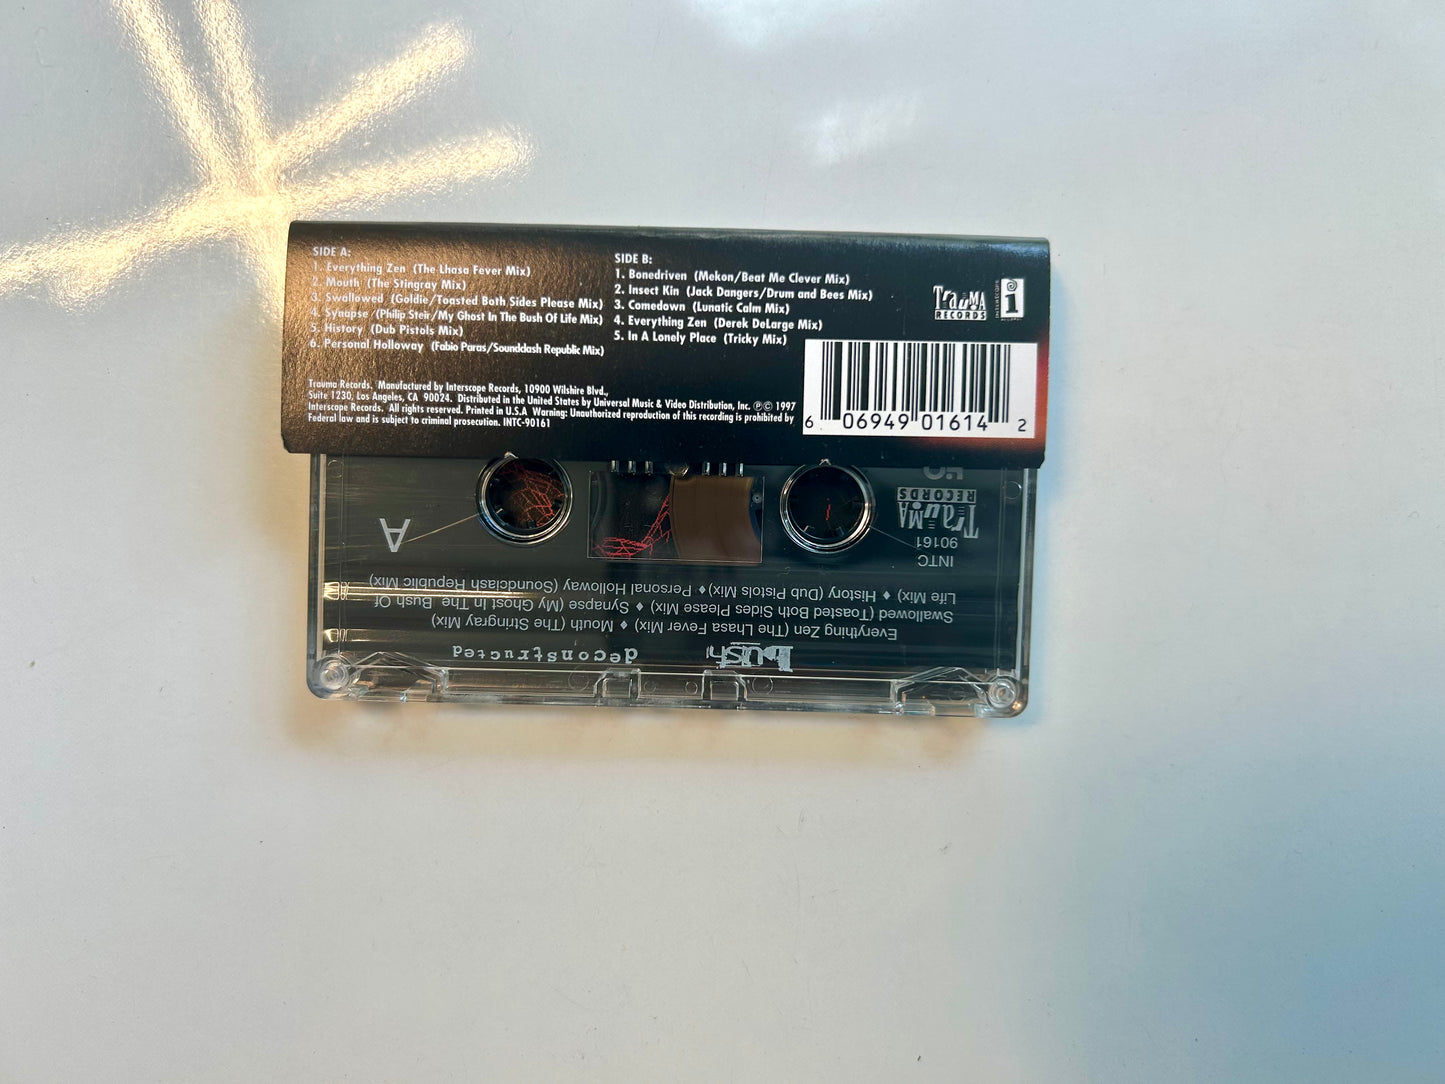 SIDE A:
1. Everything Zen (The Lhasa Fever Mix)
2. Mouth (The Stingray Mix)
3. Swallowed (Goldie/Toasted Both Sides Please Mix)
4. Synapse (Philip Steir/My Ghost In The Bush Of Life Mix)
5. History (Dub Pistols Mix)
6. Personal Holloway (Fabio Paras/Soundclash Republic Mix)
SIDE B:
1. Bonedriven (Mekon/Beat Me Clever Mix)
2. Insect Kin (Jack Dangers/Drum and Bees Mix)
3. Comedown (Lunatic Calm Mix)
4. Everything Zen (Derek DeLarge Mix)
5. In A Lonely Place (Tricky Mix)
TRAUMA
RECORDS
i
Trauma Records, Manufactured by Interscope Records, 10900 Wilshire Blvd.,
Suite 1230, Los Angeles, CA 90024. Distributed in the United States by Universal Music & Video Distribution, Inc. ℗© 1997
Interscope Records. All rights reserved. Printed in U.S.A Warning: Unauthorized reproduction of this recording is prohibited by
Federal law and is subject to criminal prosecution. INTC-90161
6 06949 01614 2
bush
deconstructed
Everything Zen (The Lhasa Fever Mix) ♦ Mouth (The Stringray Mix)
Swallowed (Toasted Both Sides Please Mix) ♦ Synapse (My Ghost In The Bush Of
Life Mix) ♦ History (Dub Pistols Mix) ♦ Personal Holloway (Soundclash Republic Mix)
INTC
90161
TRAUMA
RECORDS
50
A